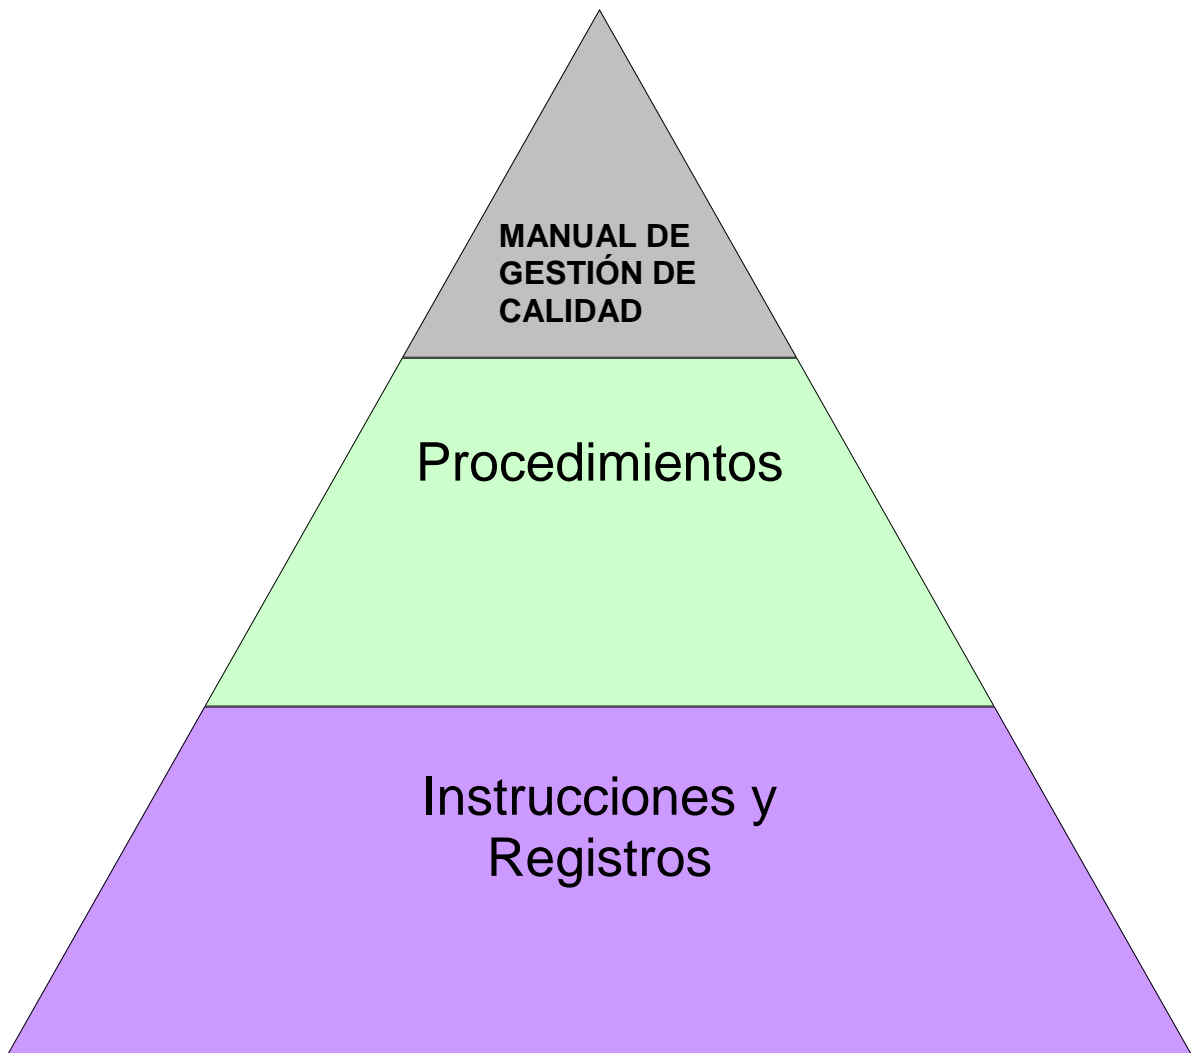 MANUAL DE
GESTIÓN DE
CALIDAD
Procedimientos
Instrucciones y
Registros